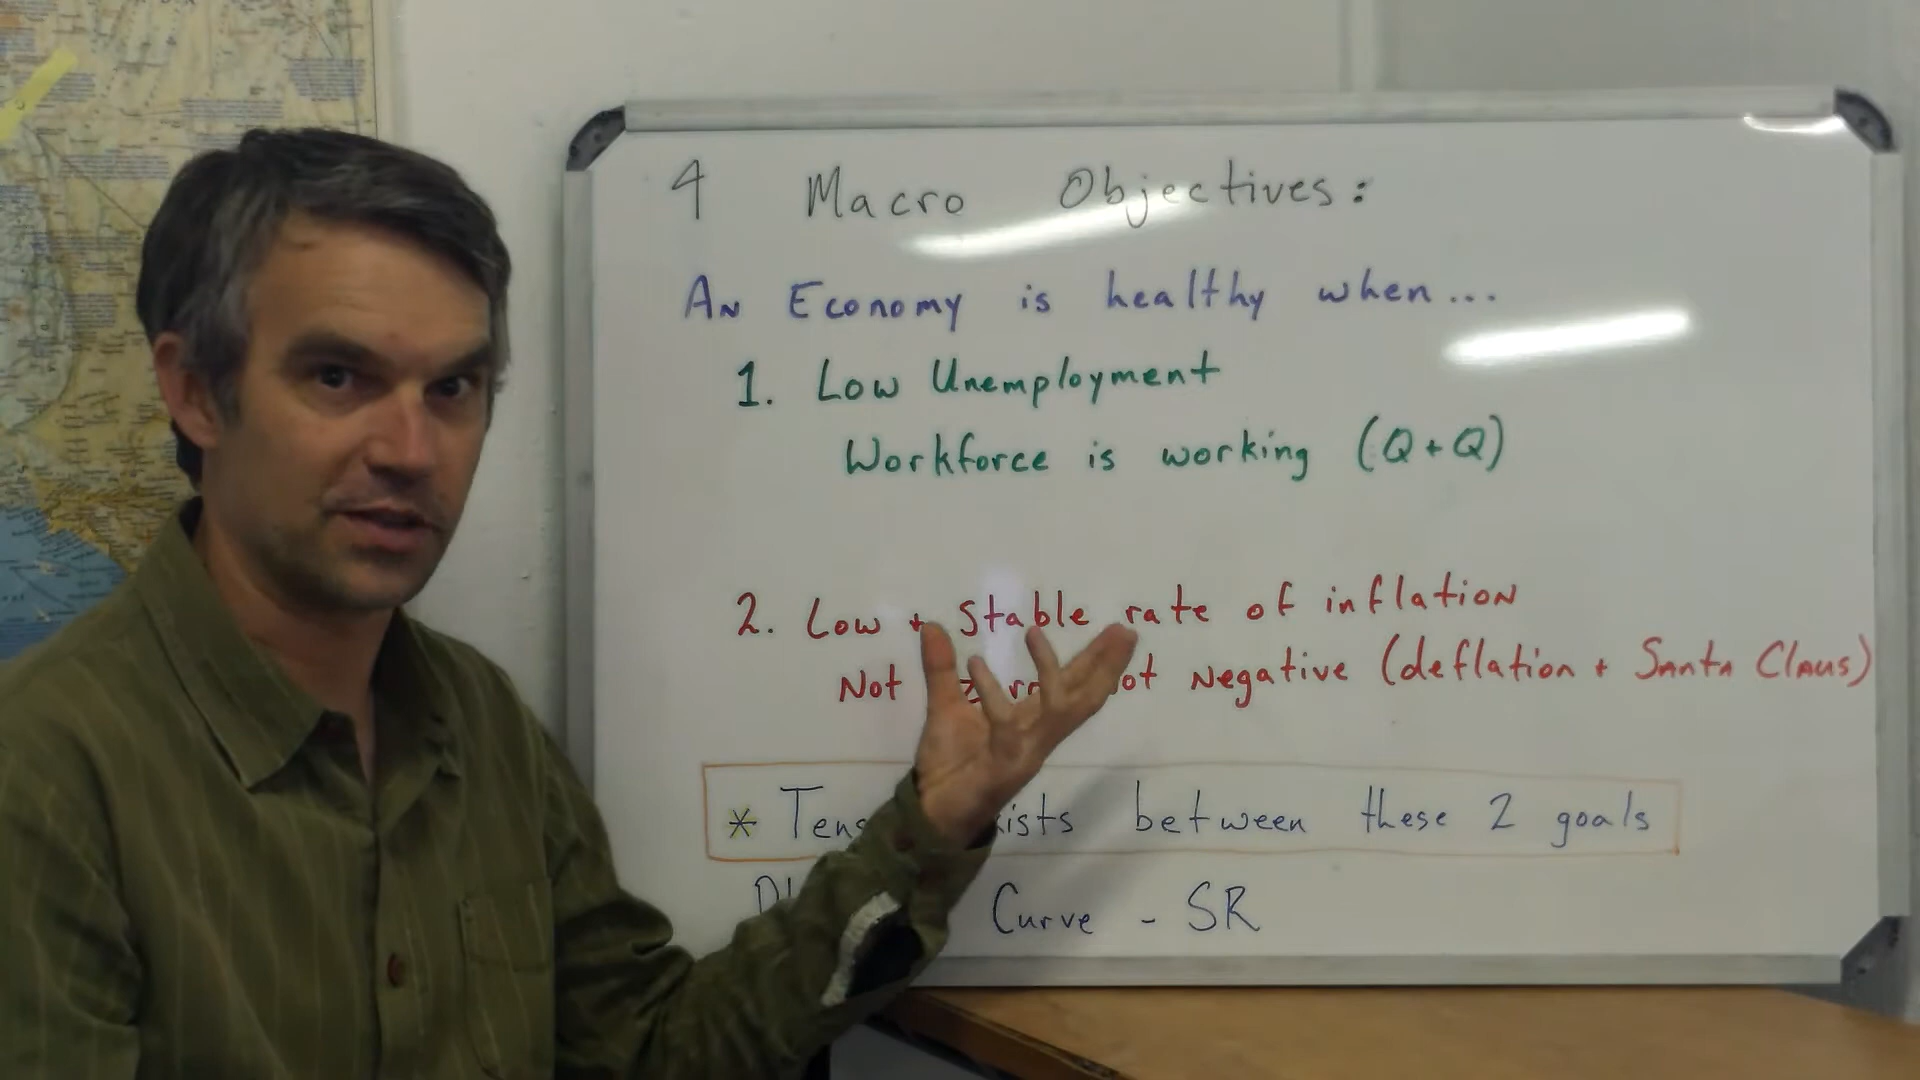 4 Macro Objectives:
An Economy is healthy when...
1. Low Unemployment
Workforce is working (Q+Q)
2. Low + Stable rate of inflation
Not Negative (deflation + Santa Claus)
* between these 2 goals
Curve - SR